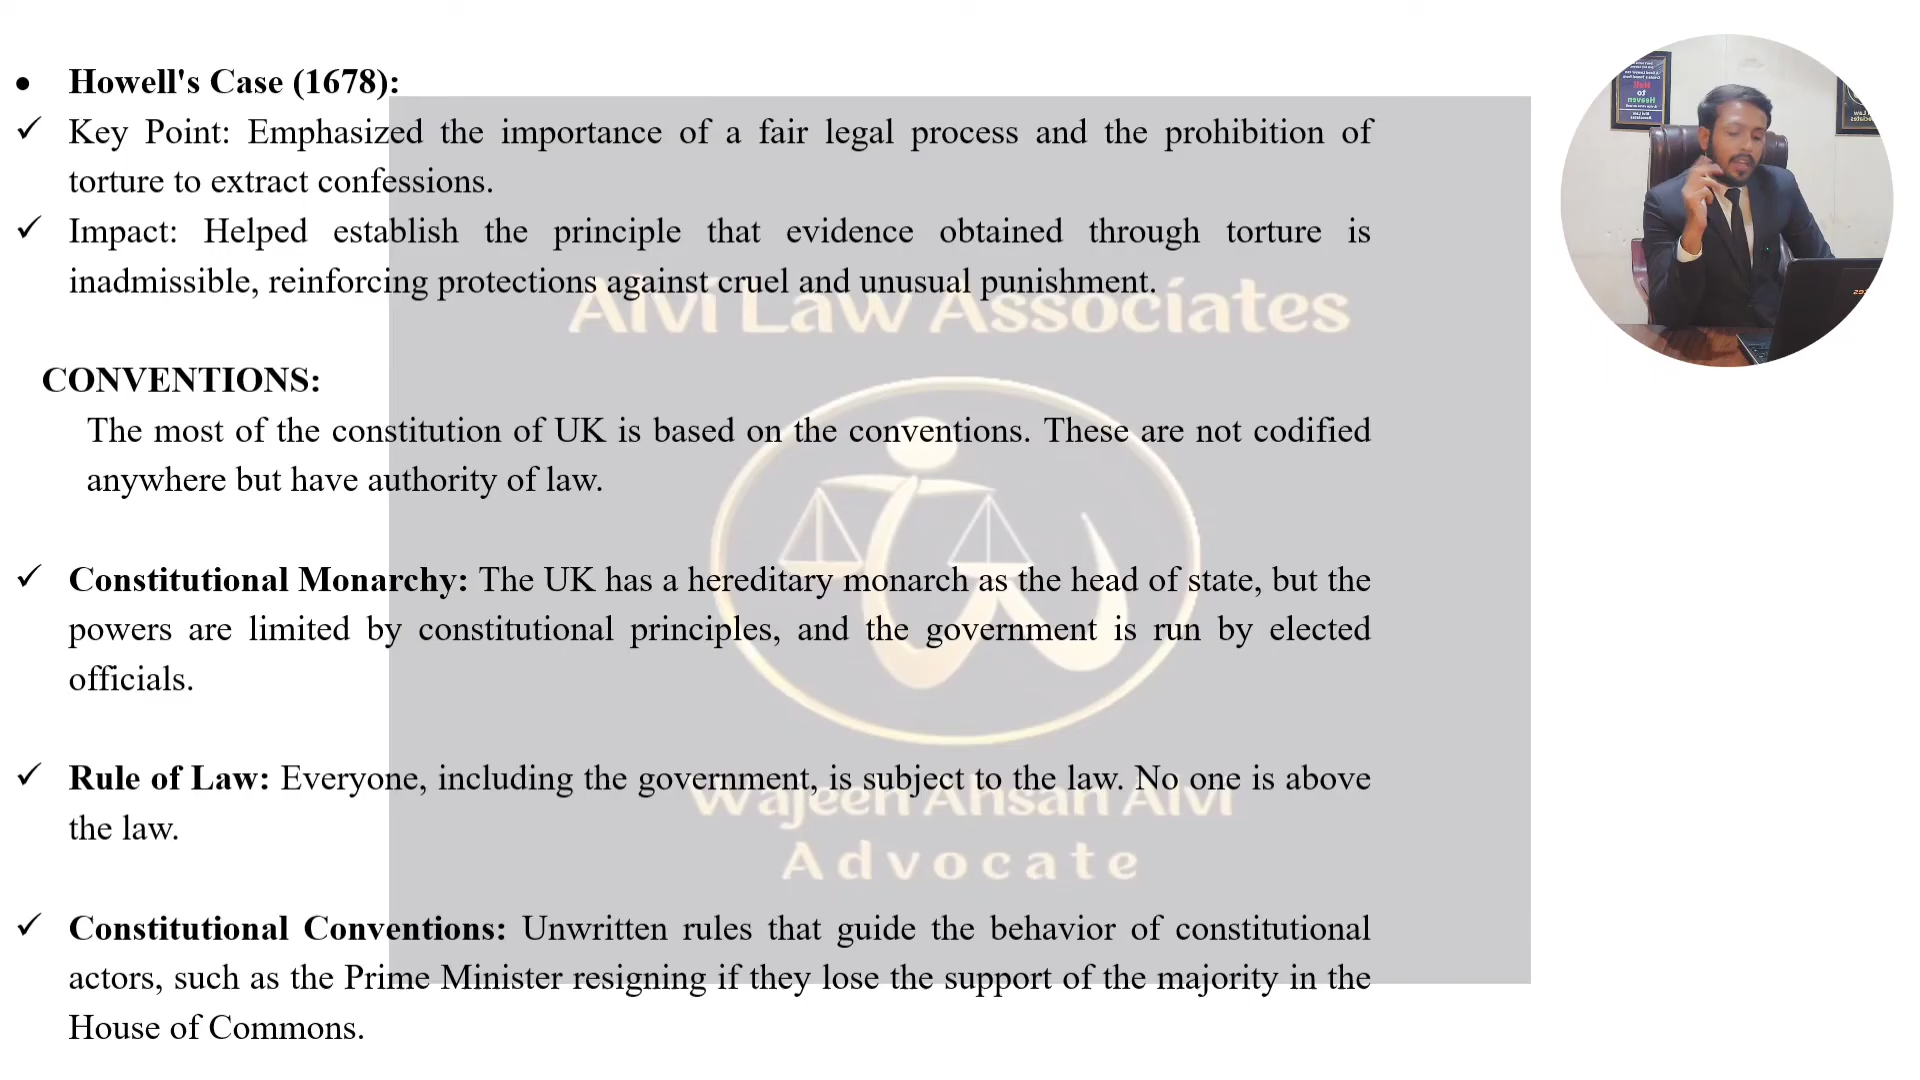 • Howell's Case (1678):
✓ Key Point: Emphasized the importance of a fair legal process and the prohibition of
torture to extract confessions.
✓ Impact: Helped establish the principle that evidence obtained through torture is
inadmissible, reinforcing protections against cruel and unusual punishment.
Alvi Law Associates
CONVENTIONS:
The most of the constitution of UK is based on the conventions. These are not codified
anywhere but have authority of law.
✓ Constitutional Monarchy: The UK has a hereditary monarch as the head of state, but the
powers are limited by constitutional principles, and the government is run by elected
officials.
✓ Rule of Law: Everyone, including the government, is subject to the law. No one is above
the law.
Wajeeh Ahsan Alvi
Advocate
✓ Constitutional Conventions: Unwritten rules that guide the behavior of constitutional
actors, such as the Prime Minister resigning if they lose the support of the majority in the
House of Commons.